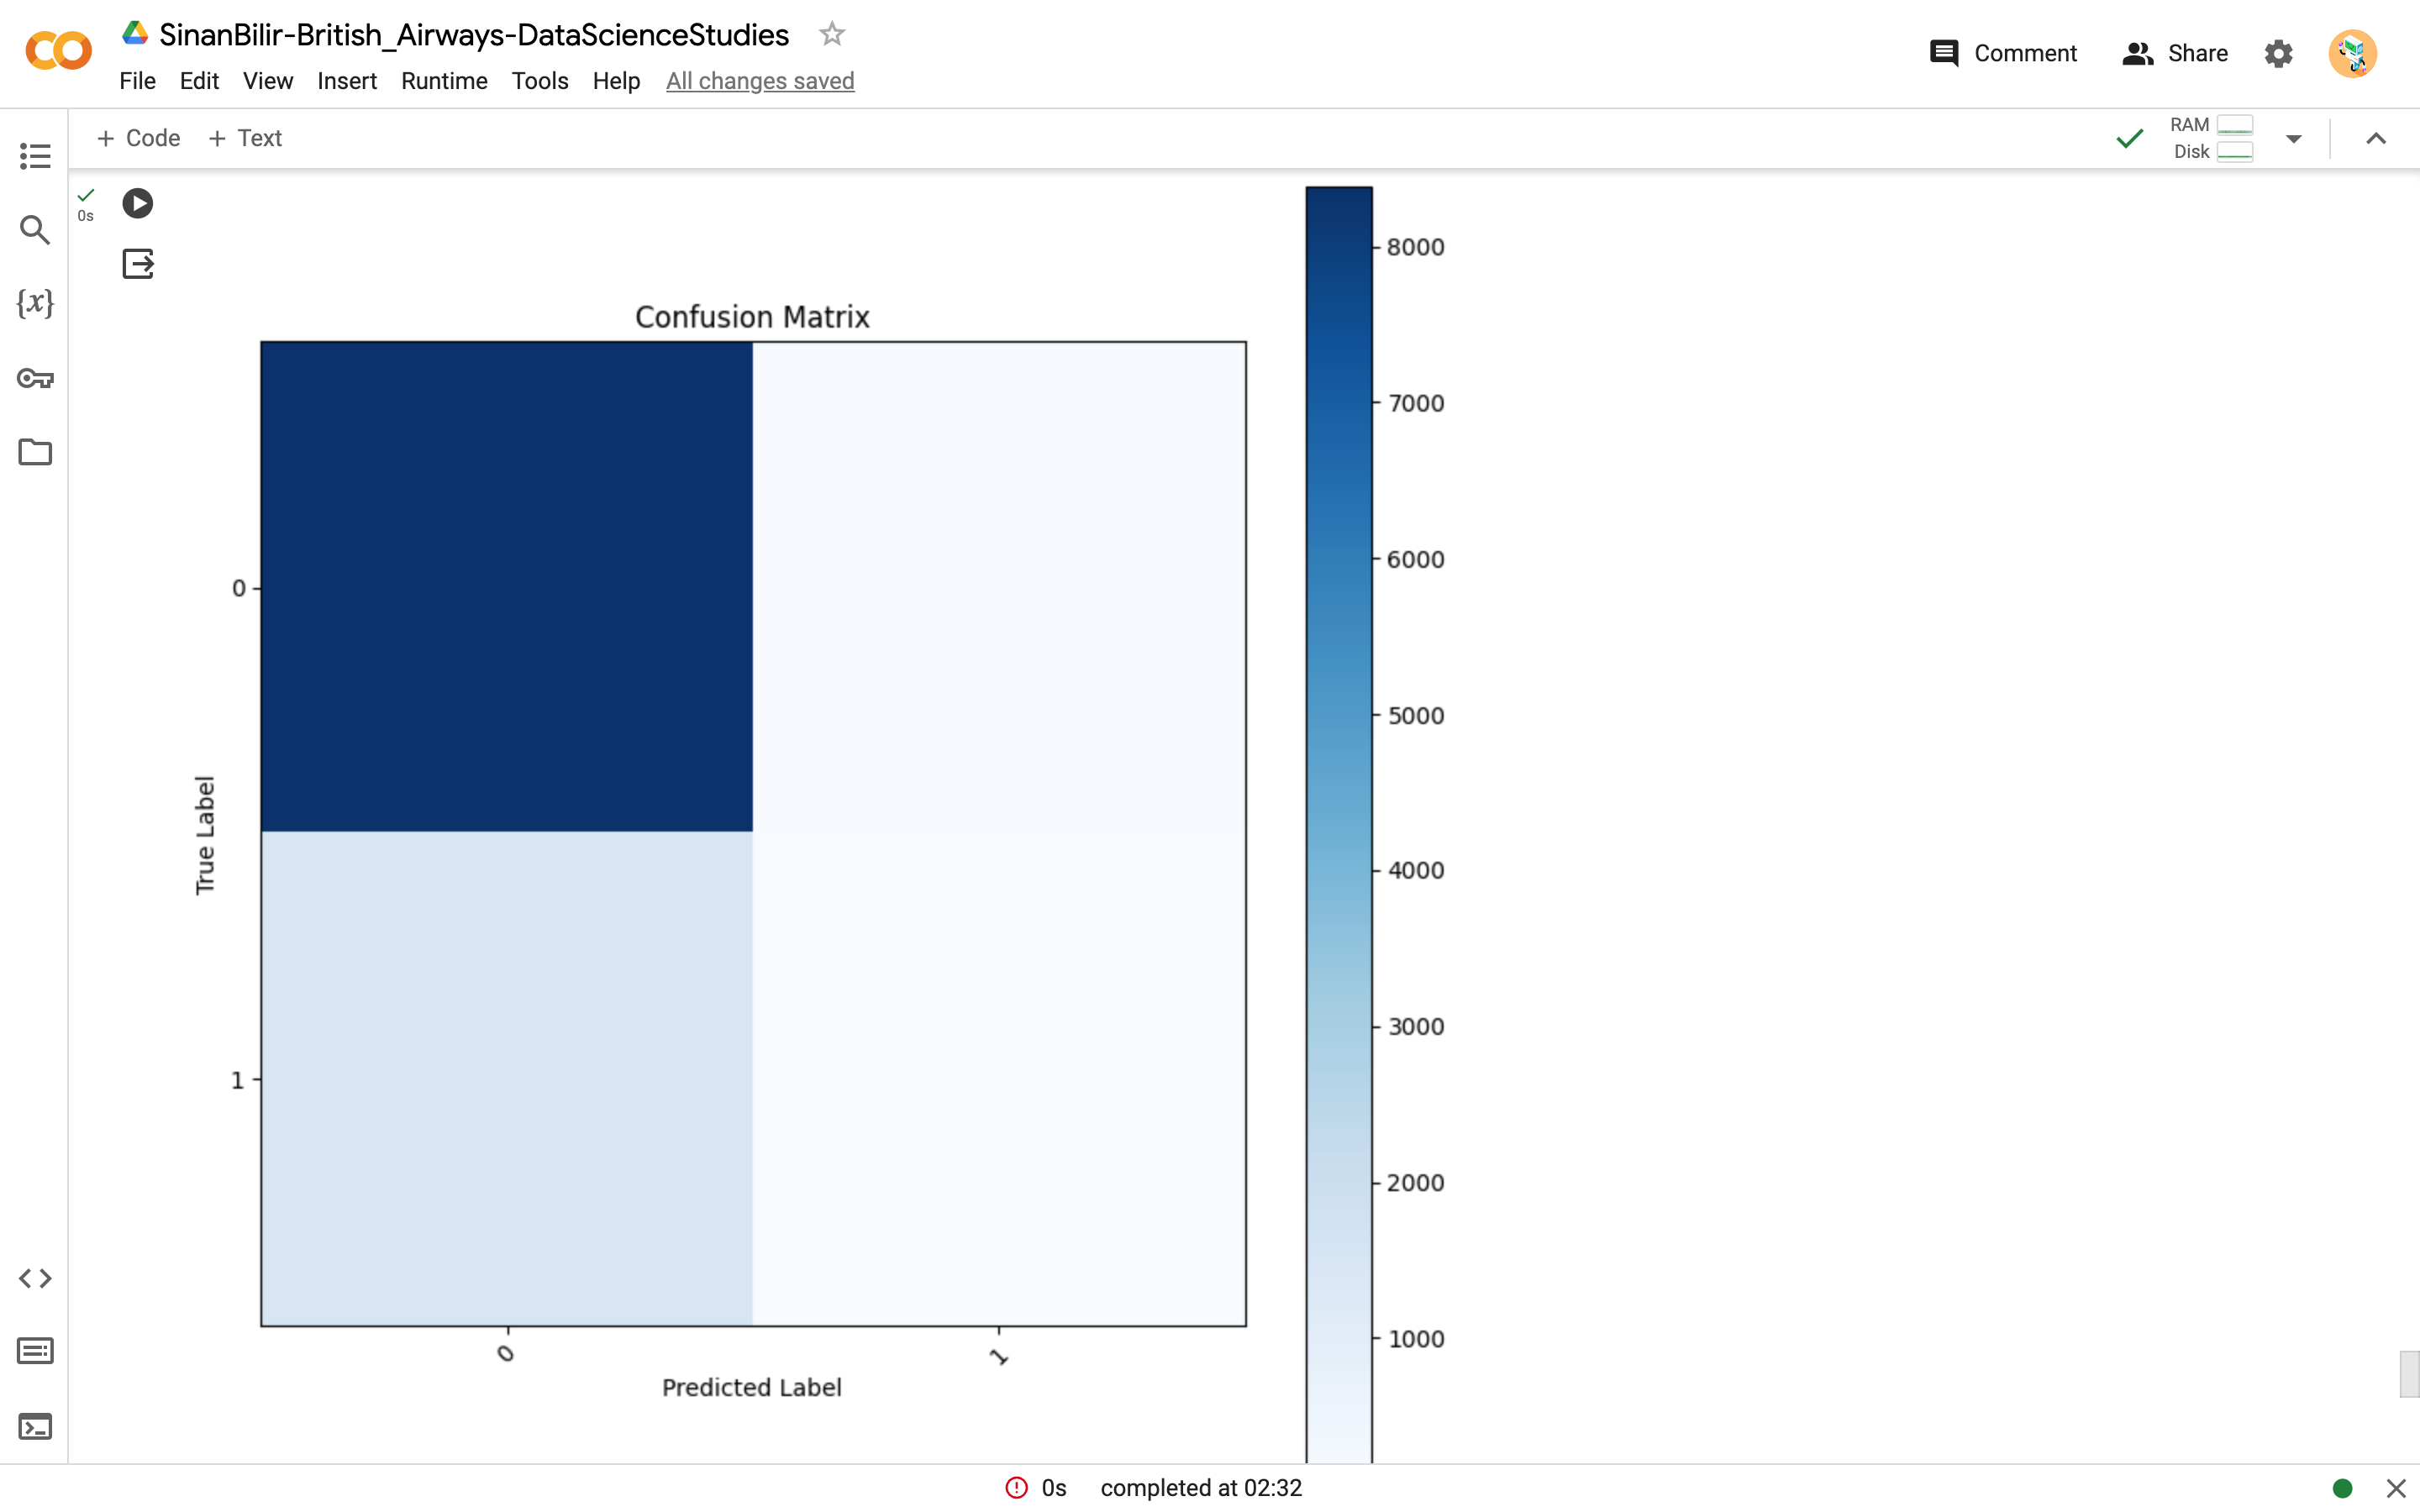 SinanBilir-British_Airways-DataScienceStudies
File Edit View Insert Runtime Tools Help All changes saved
Comment Share
+ Code + Text
RAM
Disk
0s
{x}
Confusion Matrix
8000
7000
6000
5000
4000
3000
2000
1000
True Label
0
1
0 1
Predicted Label
0s completed at 02:32